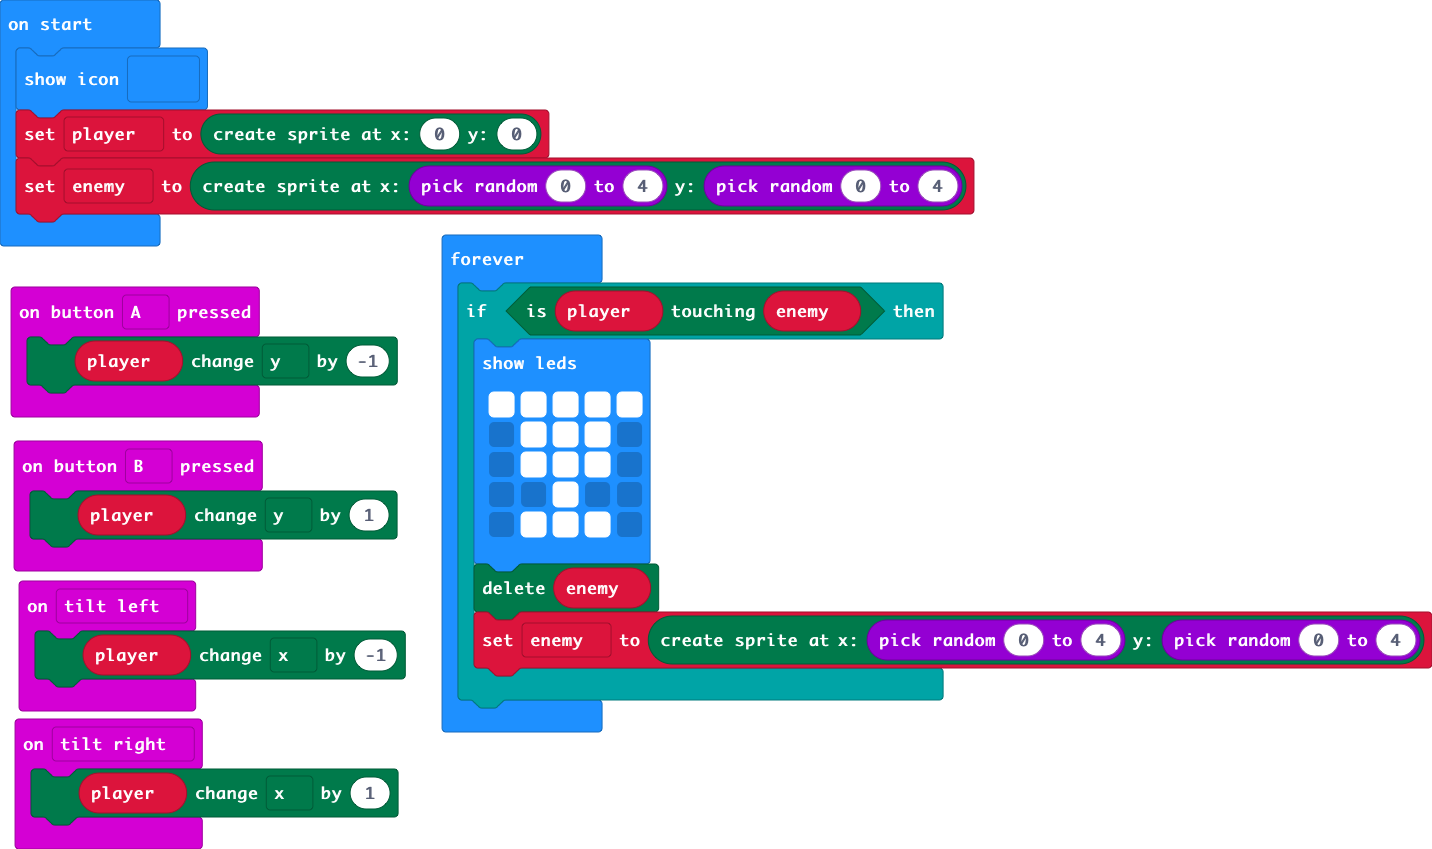 on start
show icon
set player to create sprite at x: 0 y: 0
set enemy to create sprite at x: pick random 0 to 4 y: pick random 0 to 4
on button A pressed
player change y by -1
on button B pressed
player change y by 1
on tilt left
player change x by -1
on tilt right
player change x by 1
forever
if is player touching enemy then
show leds
delete enemy
set enemy to create sprite at x: pick random 0 to 4 y: pick random 0 to 4